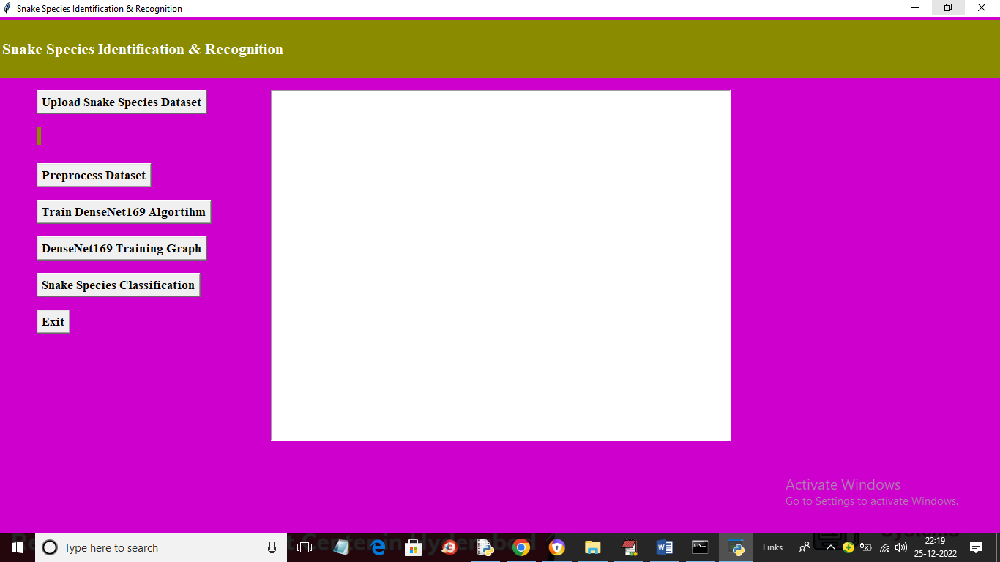 Snake Species Identification & Recognition
Snake Species Identification & Recognition
Upload Snake Species Dataset
Preprocess Dataset
Train DenseNet169 Algortihm
DenseNet169 Training Graph
Snake Species Classification
Exit
Activate Windows
Go to Settings to activate Windows.
Type here to search
Links
22:19
25-12-2022